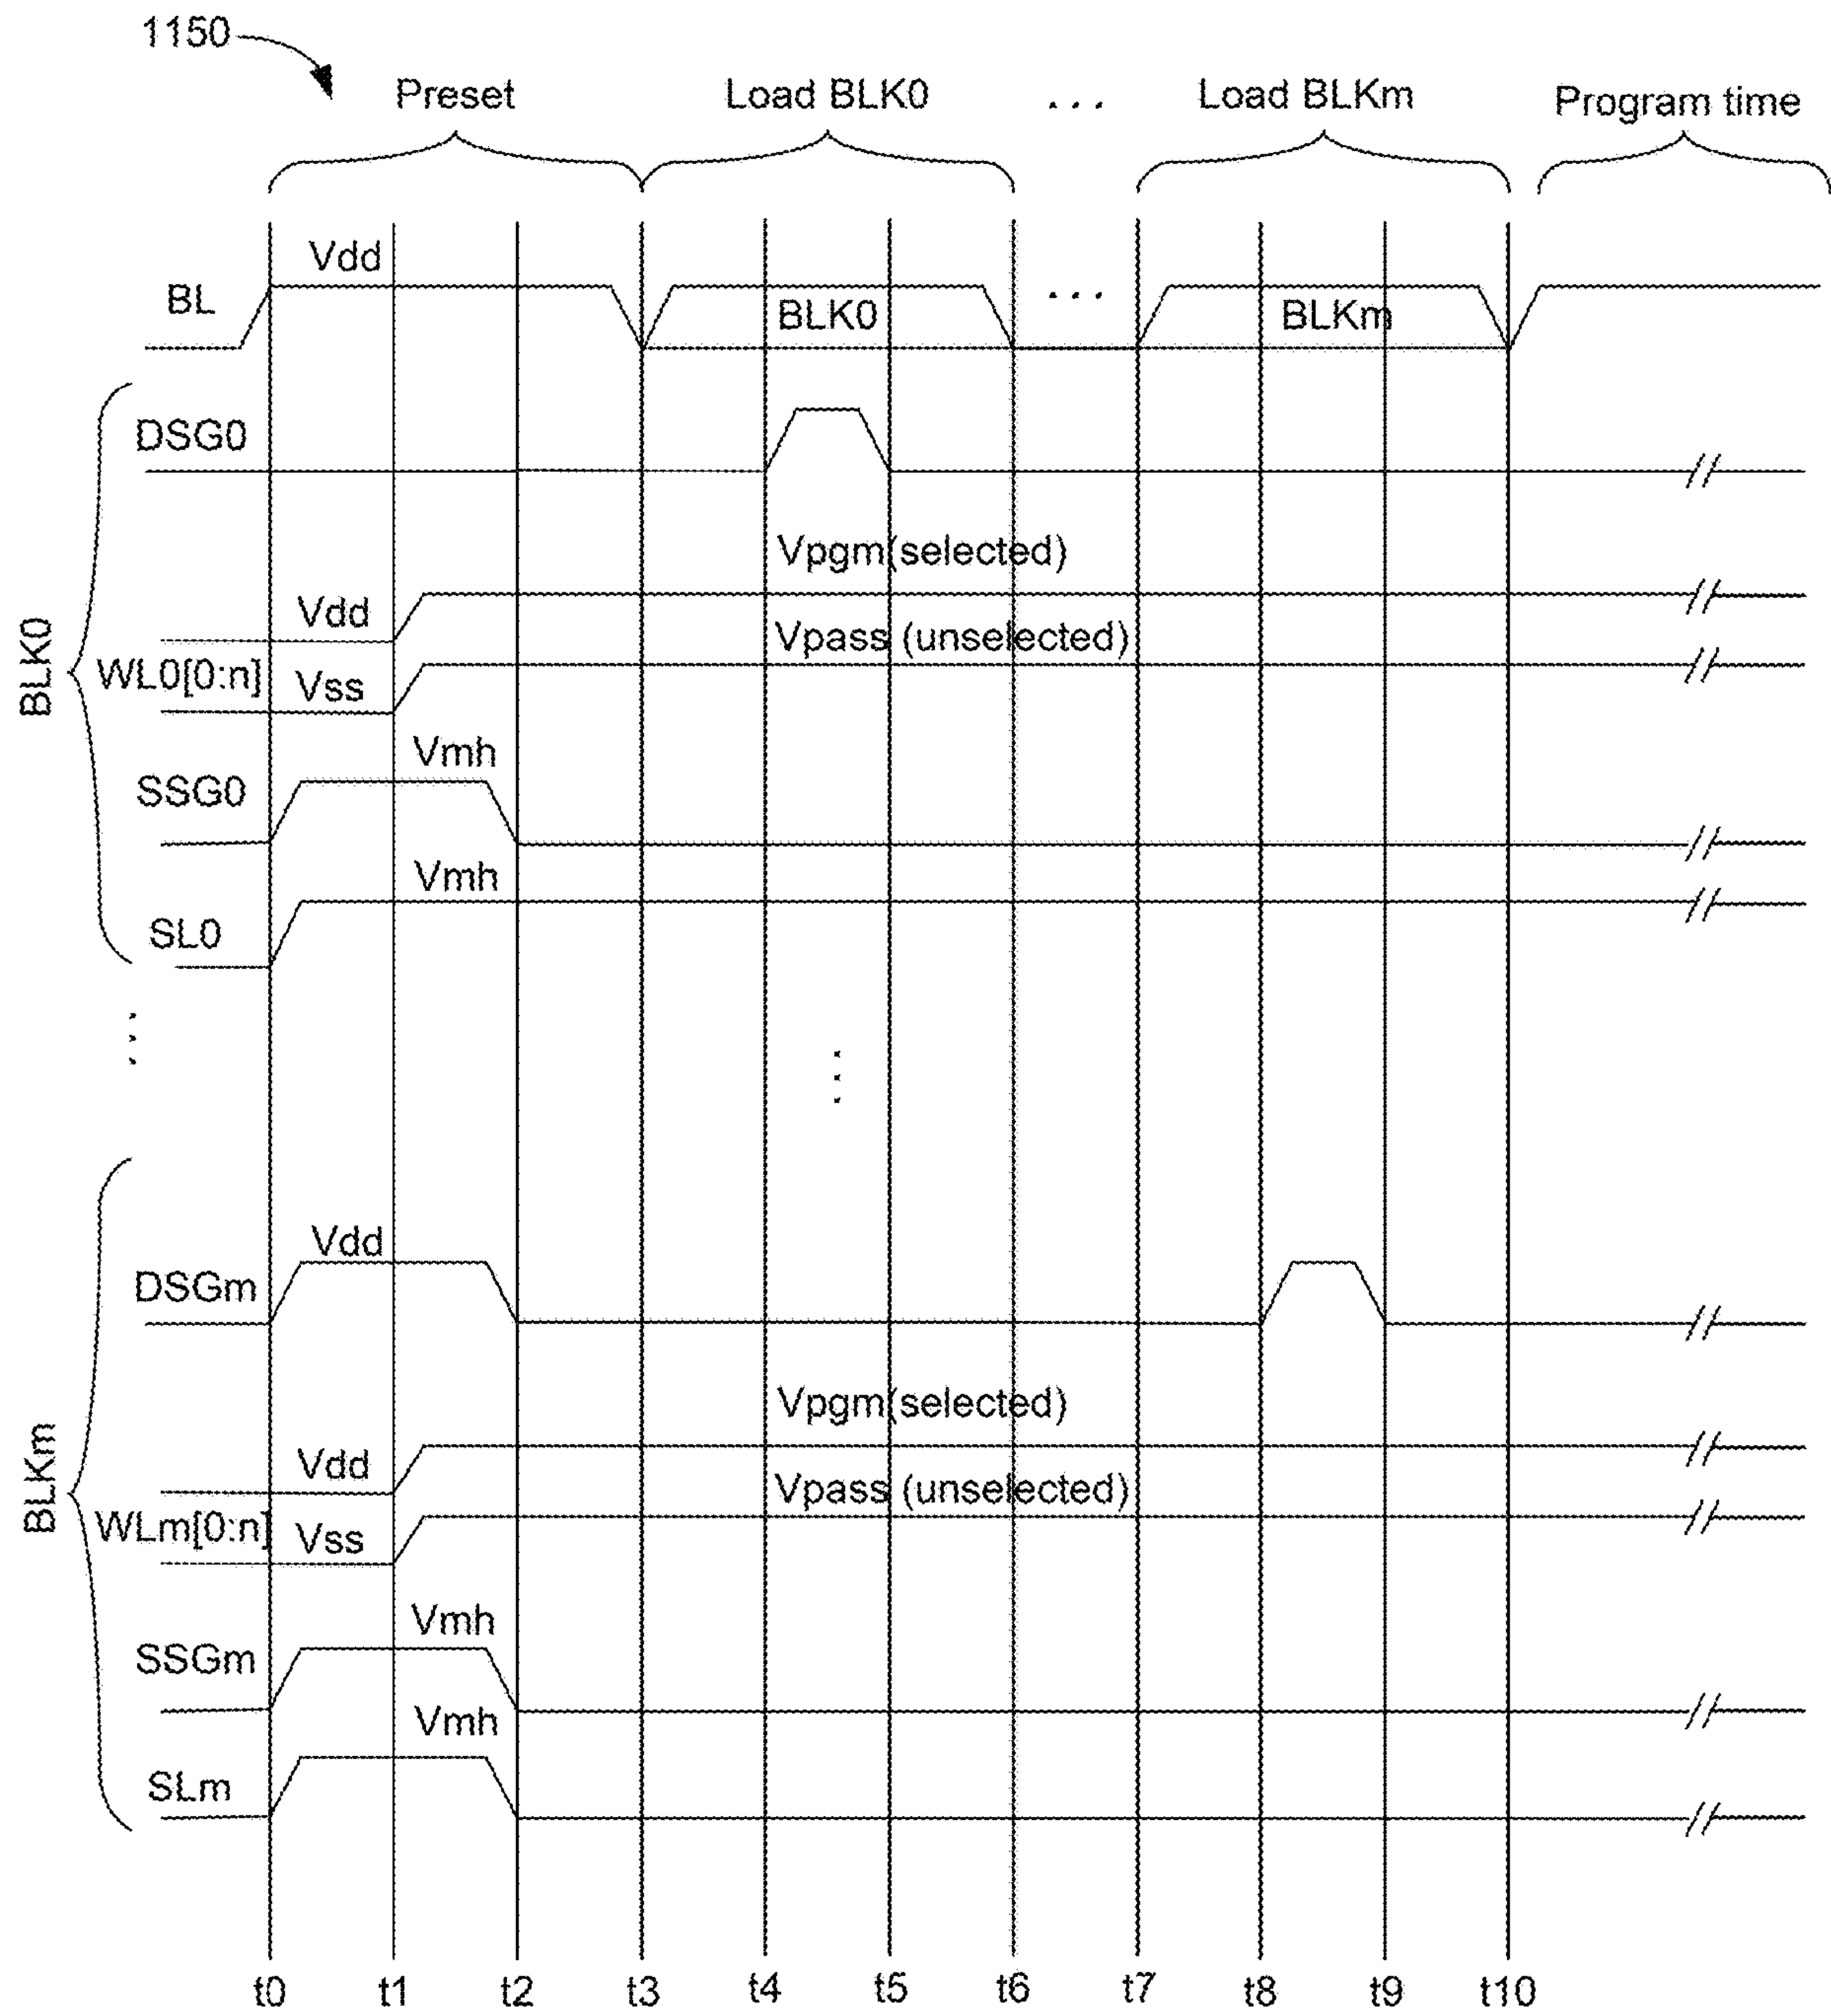 1150
Preset
Load BLK0
. . .
Load BLKm
Program time
Vdd
BL
BLK0
. . .
BLKm
DSG0
Vpgm(selected)
Vdd
Vpass (unselected)
WL0[0:n]
Vss
BLK0
Vmh
SSG0
Vmh
SL0
. . .
. . .
Vdd
DSGm
Vpgm(selected)
Vdd
Vpass (unselected)
WLm[0:n]
Vss
BLKm
Vmh
SSGm
Vmh
SLm
t0 t1 t2 t3 t4 t5 t6 t7 t8 t9 t10